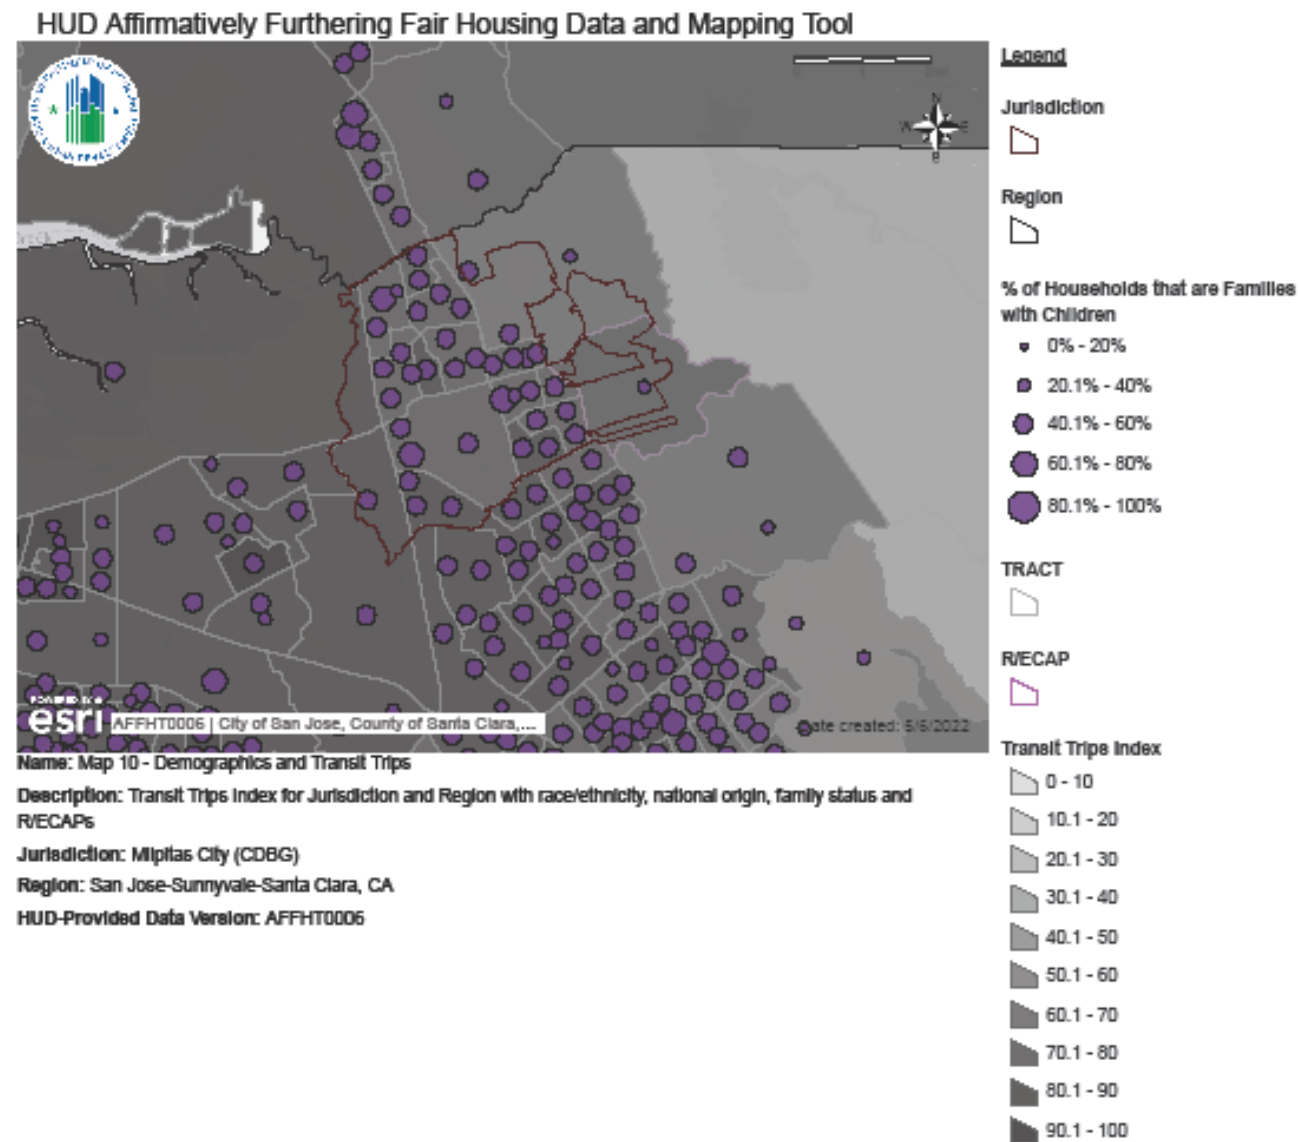 HUD Affirmatively Furthering Fair Housing Data and Mapping Tool
N
W
E
S
esri
AFFHT0006 | City of San Jose, County of Santa Clara,...
Date created: 5/6/2022
Name: Map 10 - Demographics and Transit Trips
Description: Transit Trips Index for Jurisdiction and Region with race/ethnicity, national origin, family status and
R/ECAPs
Jurisdiction: Milpitas City (CDBG)
Region: San Jose-Sunnyvale-Santa Clara, CA
HUD-Provided Data Version: AFFHT0006
Legend
Jurisdiction
Region
% of Households that are Families
with Children
0% - 20%
20.1% - 40%
40.1% - 60%
60.1% - 80%
80.1% - 100%
TRACT
R/ECAP
Transit Trips Index
0 - 10
10.1 - 20
20.1 - 30
30.1 - 40
40.1 - 50
50.1 - 60
60.1 - 70
70.1 - 80
80.1 - 90
90.1 - 100